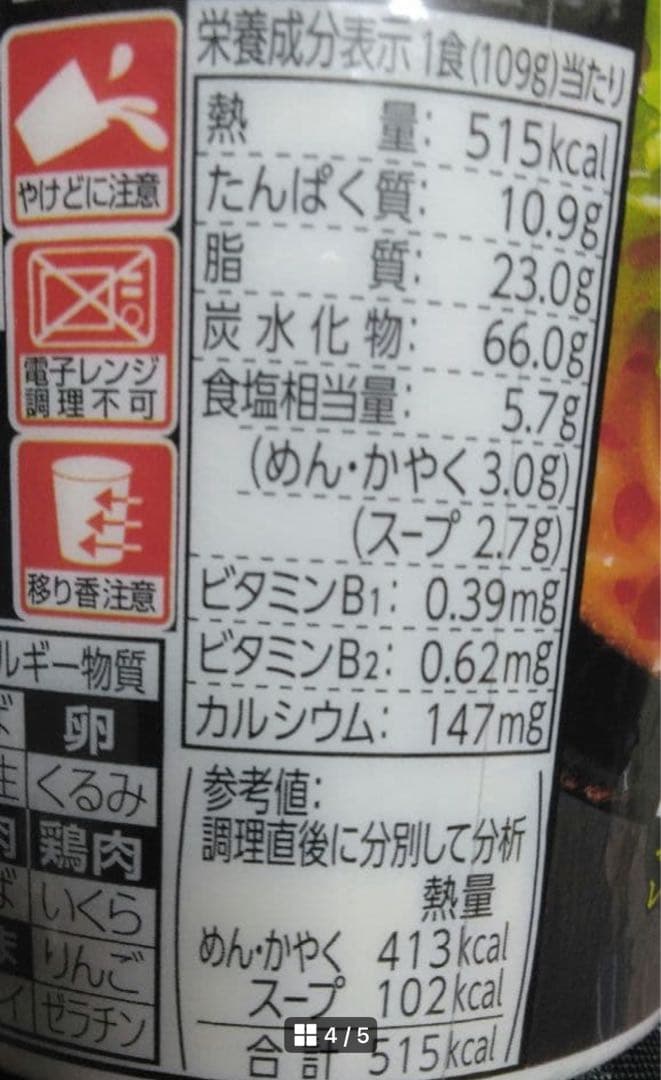 栄養成分表示 1食(109g)当たり
熱量: 515kcal
たんぱく質: 10.9g
脂質: 23.0g
炭水化物: 66.0g
食塩相当量: 5.7g
(めん・かやく 3.0g)
(スープ 2.7g)
ビタミンB1: 0.39mg
ビタミンB2: 0.62mg
カルシウム: 147mg
参考値:
調理直後に分別して分析
熱量
めん・かやく 413kcal
スープ 102kcal
合計 515kcal
やけどに注意
電子レンジ
調理不可
移り香注意
ルギー物質
卵
くるみ
鶏肉
いくら
りんご
ゼラチン
4/5